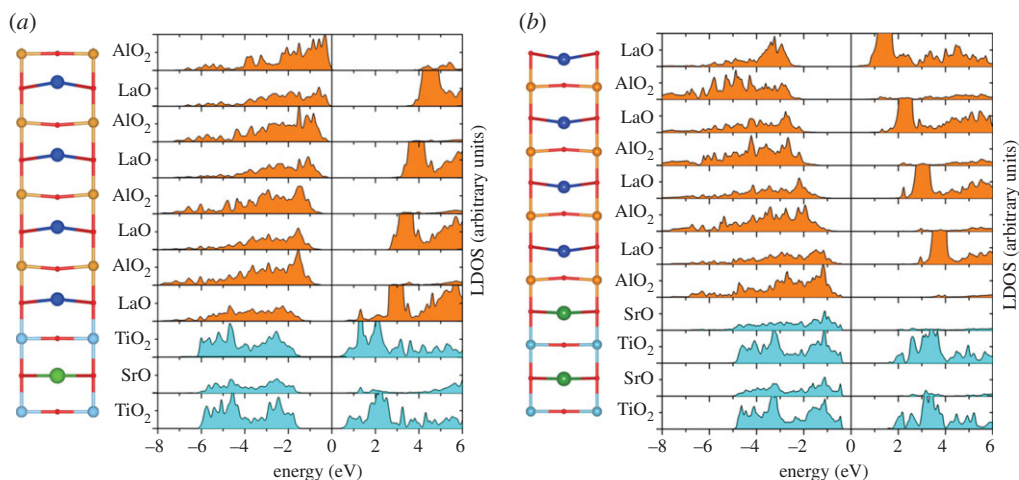 (a)
AlO2
LaO
AlO2
LaO
AlO2
LaO
AlO2
LaO
TiO2
SrO
TiO2
−8 −6 −4 −2 0 2 4 6
energy (eV)
LDOS (arbitrary units)
(b)
LaO
AlO2
LaO
AlO2
LaO
AlO2
LaO
AlO2
SrO
TiO2
SrO
TiO2
−8 −6 −4 −2 0 2 4 6
energy (eV)
LDOS (arbitrary units)